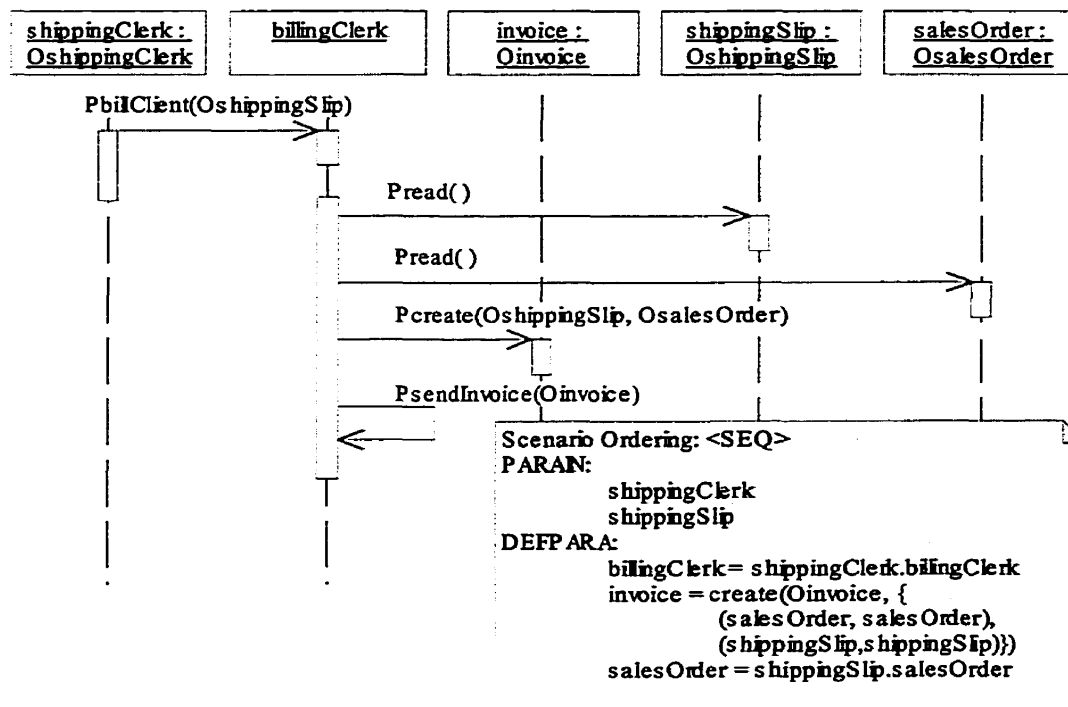 shippingClerk :
OshippingClerk
billingClerk
invoice :
Oinvoice
shippingSlip :
OshippingSlip
salesOrder :
OsalesOrder
PbillClient(OshippingSlip)
Pread( )
Pread( )
Pcreate(OshippingSlip, OsalesOrder)
PsendInvoice(Oinvoice)
Scenario Ordering: <SEQ>
PARAIN:
shippingClerk
shippingSlip
DEFPARA:
billingClerk = shippingClerk.billingClerk
invoice = create(Oinvoice, {
(salesOrder, salesOrder),
(shippingSlip,shippingSlip)})
salesOrder = shippingSlip.salesOrder